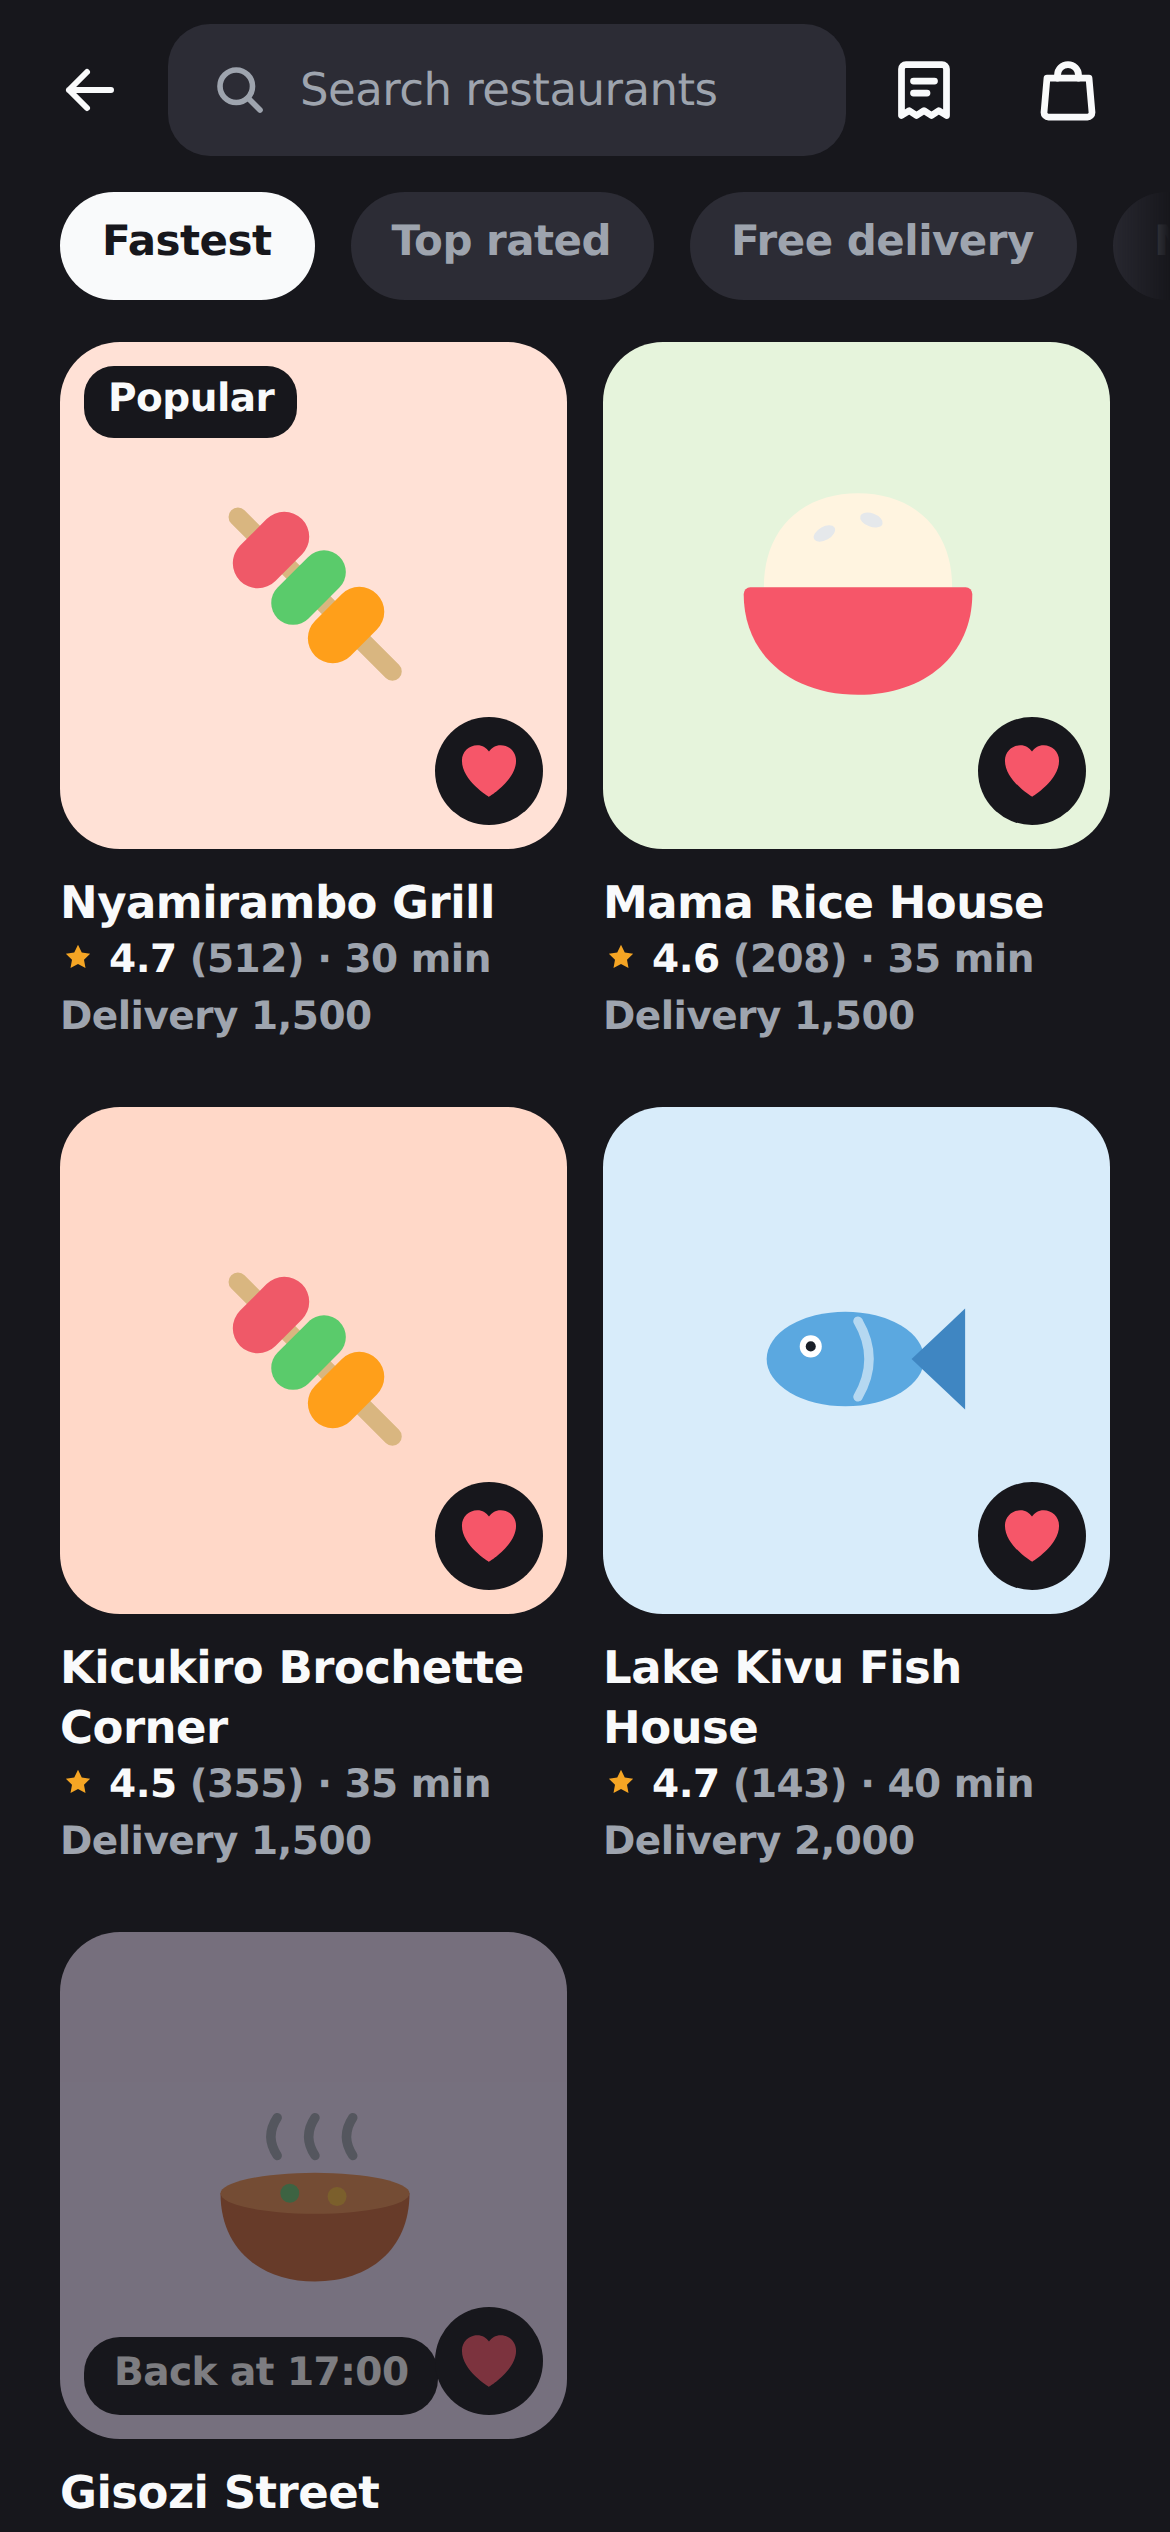 Search restaurants
Fastest
Top rated
Free delivery
Popular
Nyamirambo Grill
4.7 (512) · 30 min
Delivery 1,500
Mama Rice House
4.6 (208) · 35 min
Delivery 1,500
Kicukiro Brochette
Corner
4.5 (355) · 35 min
Delivery 1,500
Lake Kivu Fish
House
4.7 (143) · 40 min
Delivery 2,000
Back at 17:00
Gisozi Street